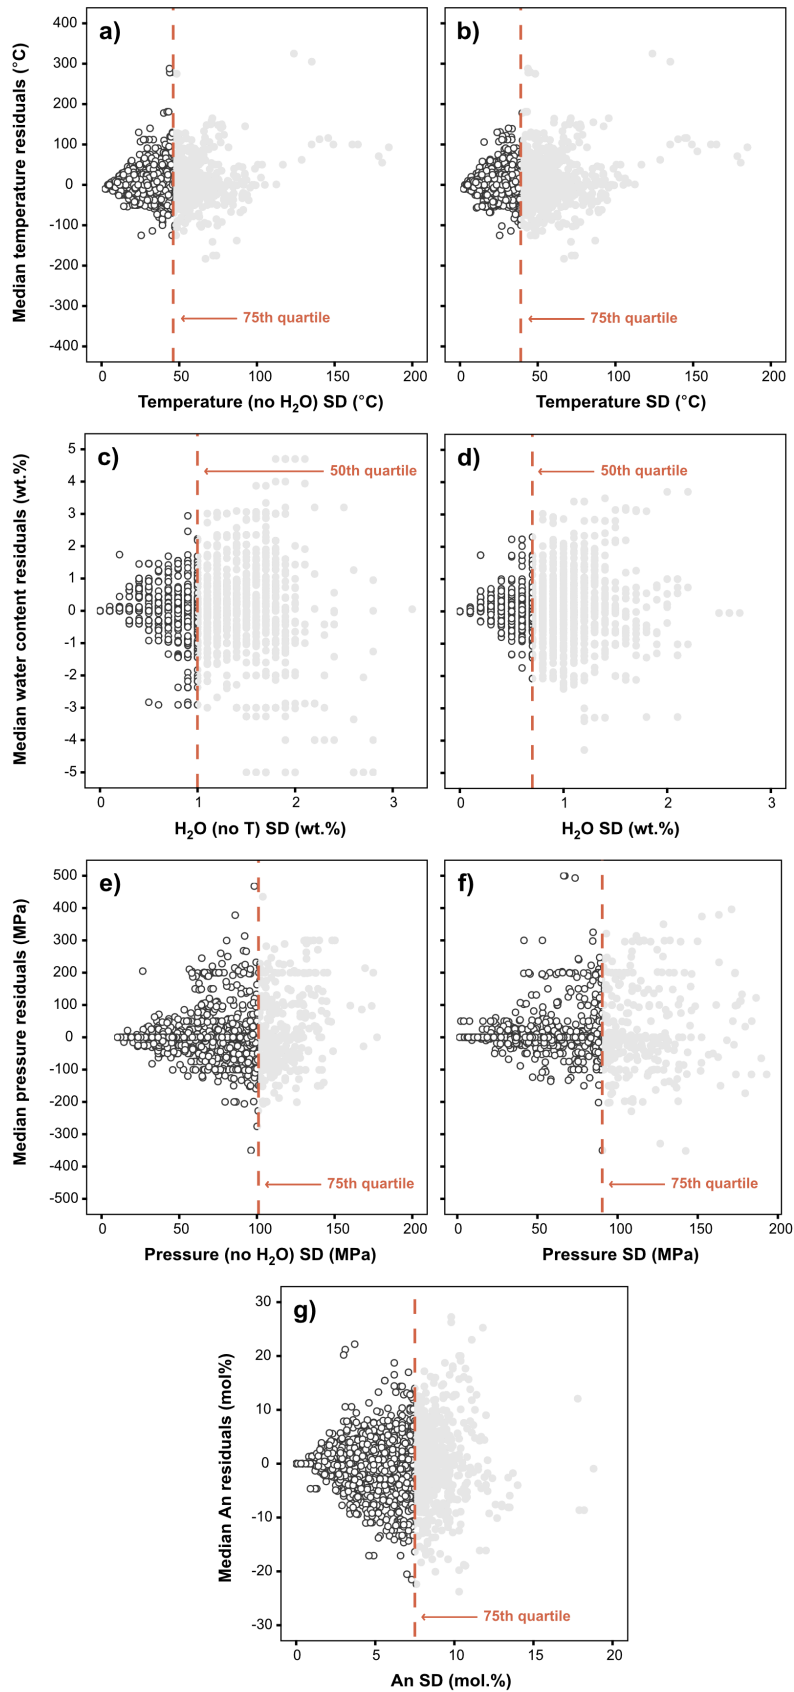 a)
b)
400
300
200
100
0
-100
-200
-300
-400
Median temperature residuals (°C)
75th quartile
75th quartile
0 50 100 150 200
0 50 100 150 200
Temperature (no H₂O) SD (°C)
Temperature SD (°C)
c)
d)
5
4
3
2
1
0
-1
-2
-3
-4
-5
Median water content residuals (wt.%)
50th quartile
50th quartile
0 1 2 3
0 1 2 3
H₂O (no T) SD (wt.%)
H₂O SD (wt.%)
e)
f)
500
400
300
200
100
0
-100
-200
-300
-400
-500
Median pressure residuals (MPa)
75th quartile
75th quartile
0 50 100 150 200
0 50 100 150 200
Pressure (no H₂O) SD (MPa)
Pressure SD (MPa)
g)
30
20
10
0
-10
-20
-30
Median An residuals (mol%)
75th quartile
0 5 10 15 20
An SD (mol.%)